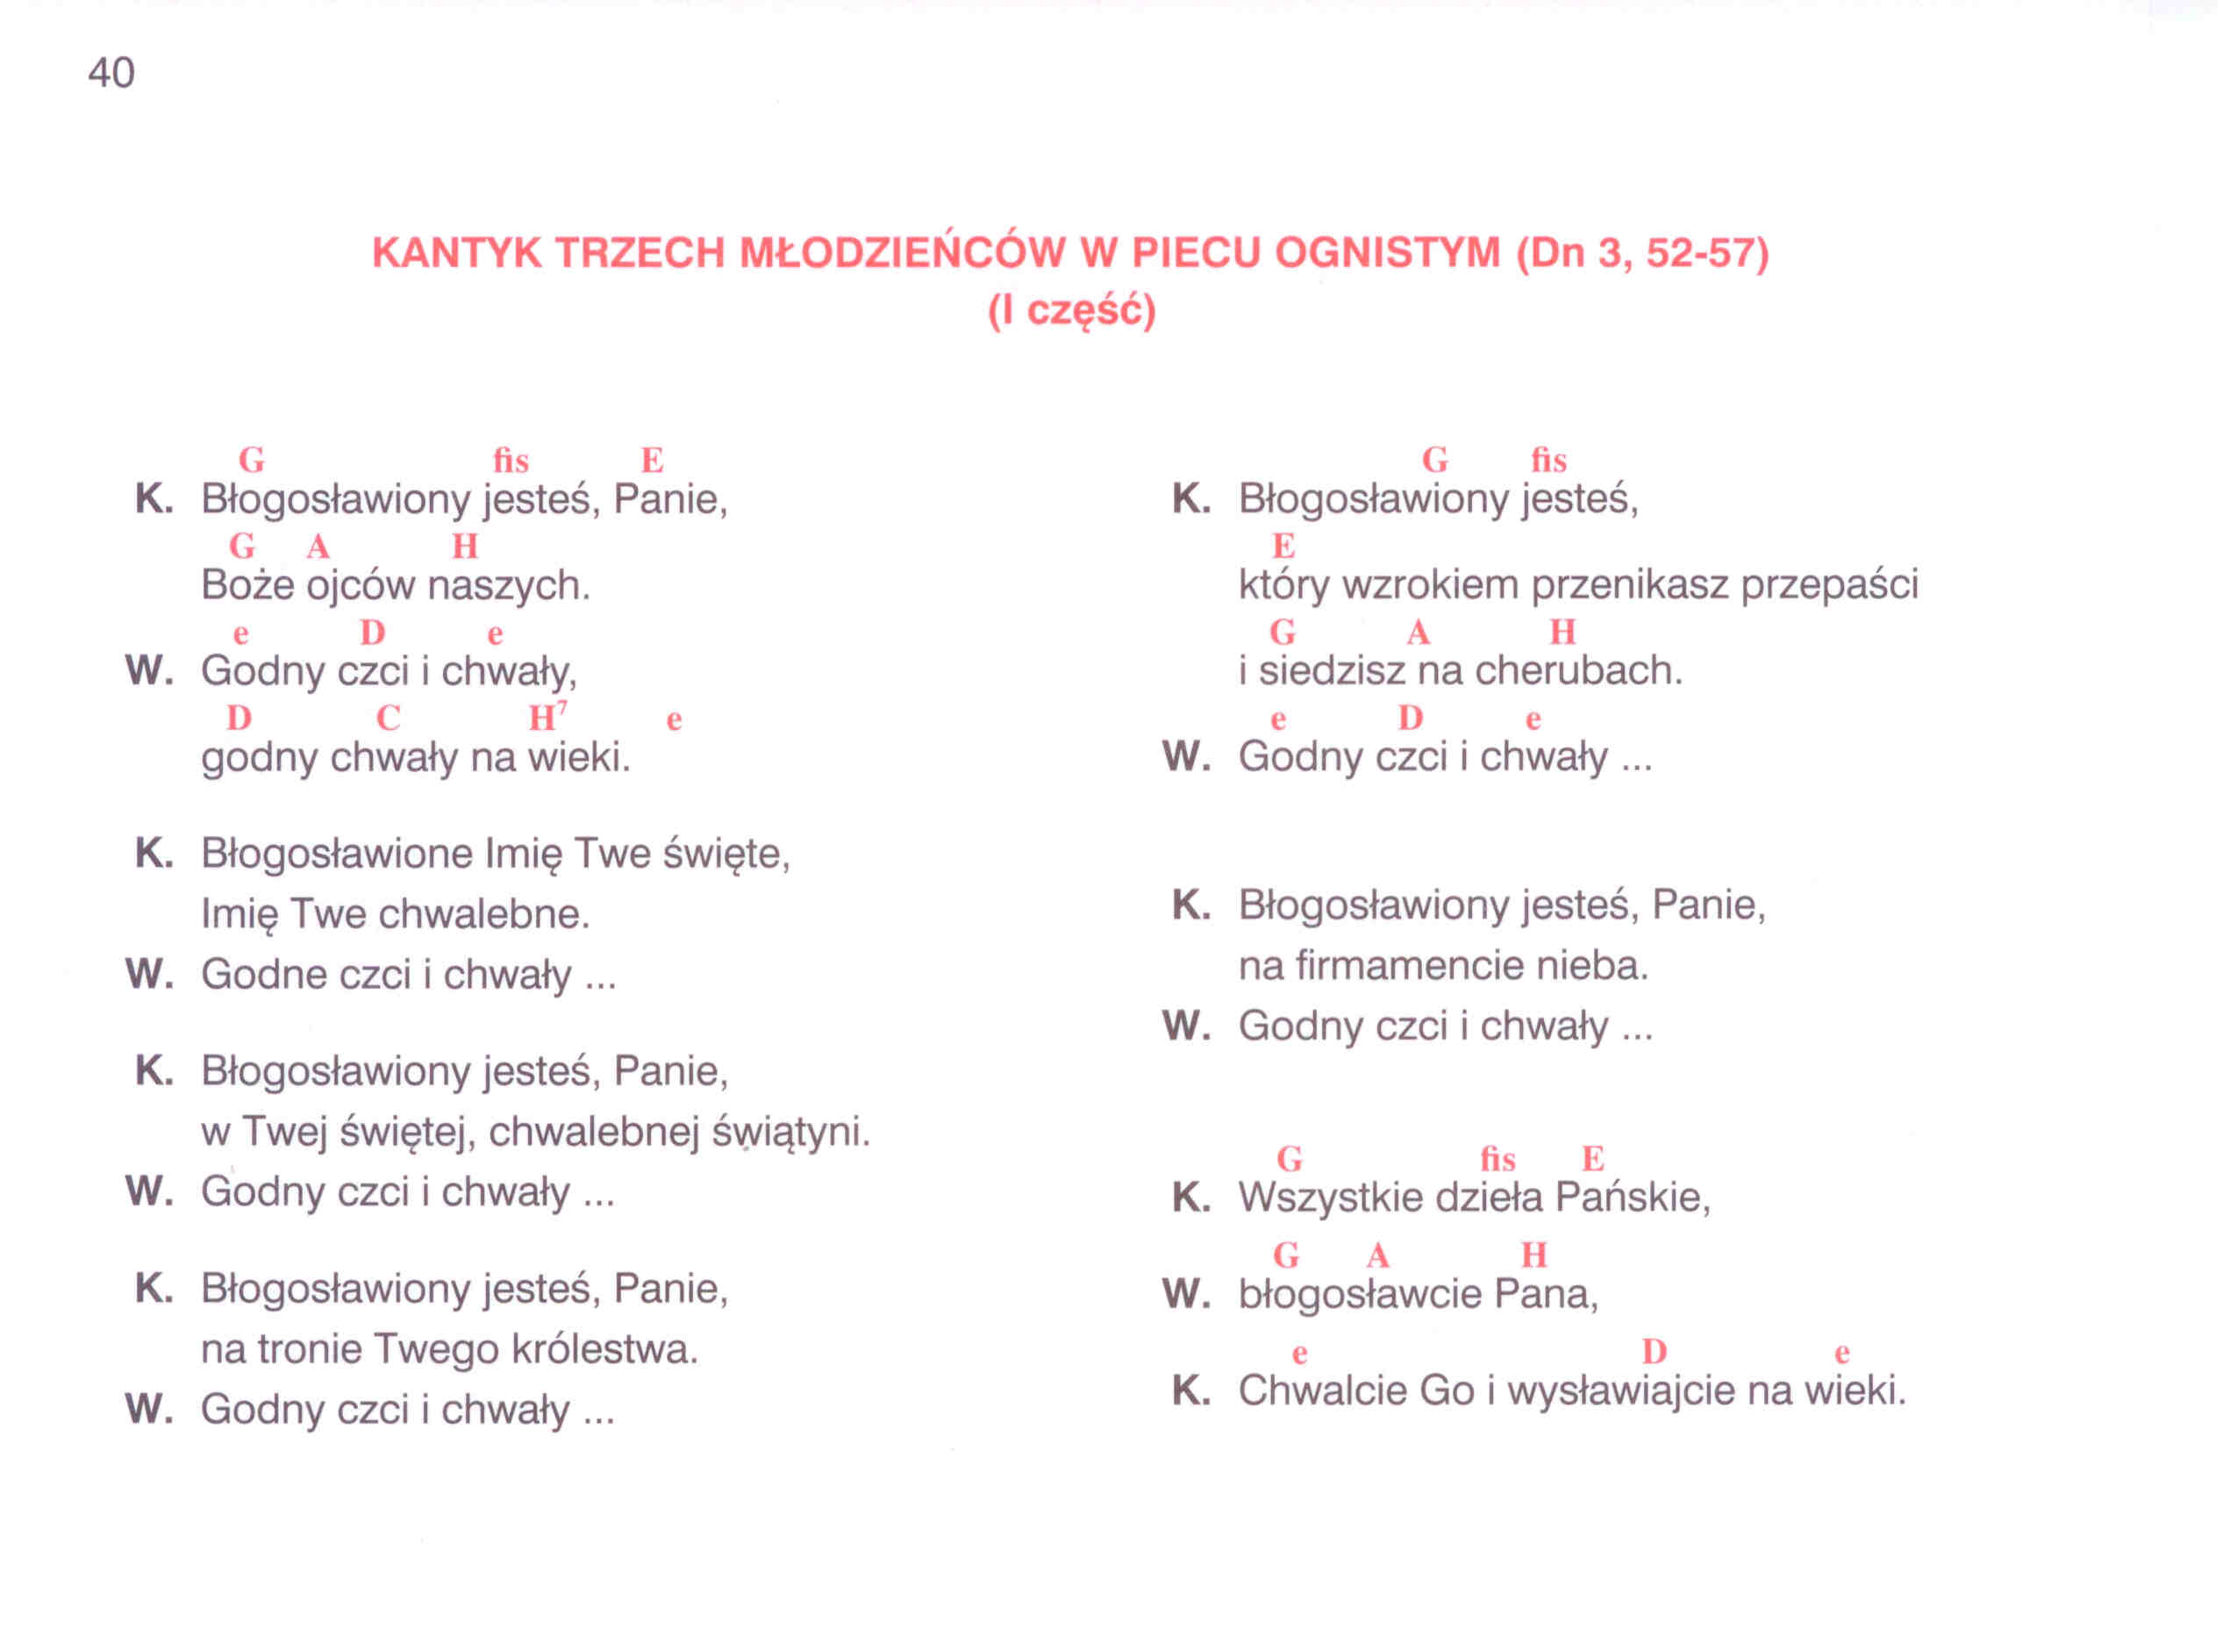 40
KANTYK TRZECH MŁODZIEŃCÓW W PIECU OGNISTYM (Dn 3, 52-57)
(I część)
G fis E
K. Błogosławiony jesteś, Panie,
G A H
Boże ojców naszych.
e D e
W. Godny czci i chwały,
D C H⁷ e
godny chwały na wieki.
K. Błogosławione Imię Twe święte,
Imię Twe chwalebne.
W. Godne czci i chwały ...
K. Błogosławiony jesteś, Panie,
w Twej świętej, chwalebnej świątyni.
W. Godny czci i chwały ...
K. Błogosławiony jesteś, Panie,
na tronie Twego królestwa.
W. Godny czci i chwały ...
G fis
K. Błogosławiony jesteś,
E
który wzrokiem przenikasz przepaści
G A H
i siedzisz na cherubach.
e D e
W. Godny czci i chwały ...
K. Błogosławiony jesteś, Panie,
na firmamencie nieba.
W. Godny czci i chwały ...
G fis E
K. Wszystkie dzieła Pańskie,
G A H
W. błogosławcie Pana,
e D e
K. Chwalcie Go i wysławiajcie na wieki.